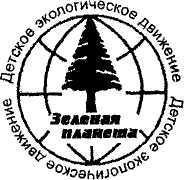 Детское экологическое движение
Зеленая
планета
Детское экологическое движение